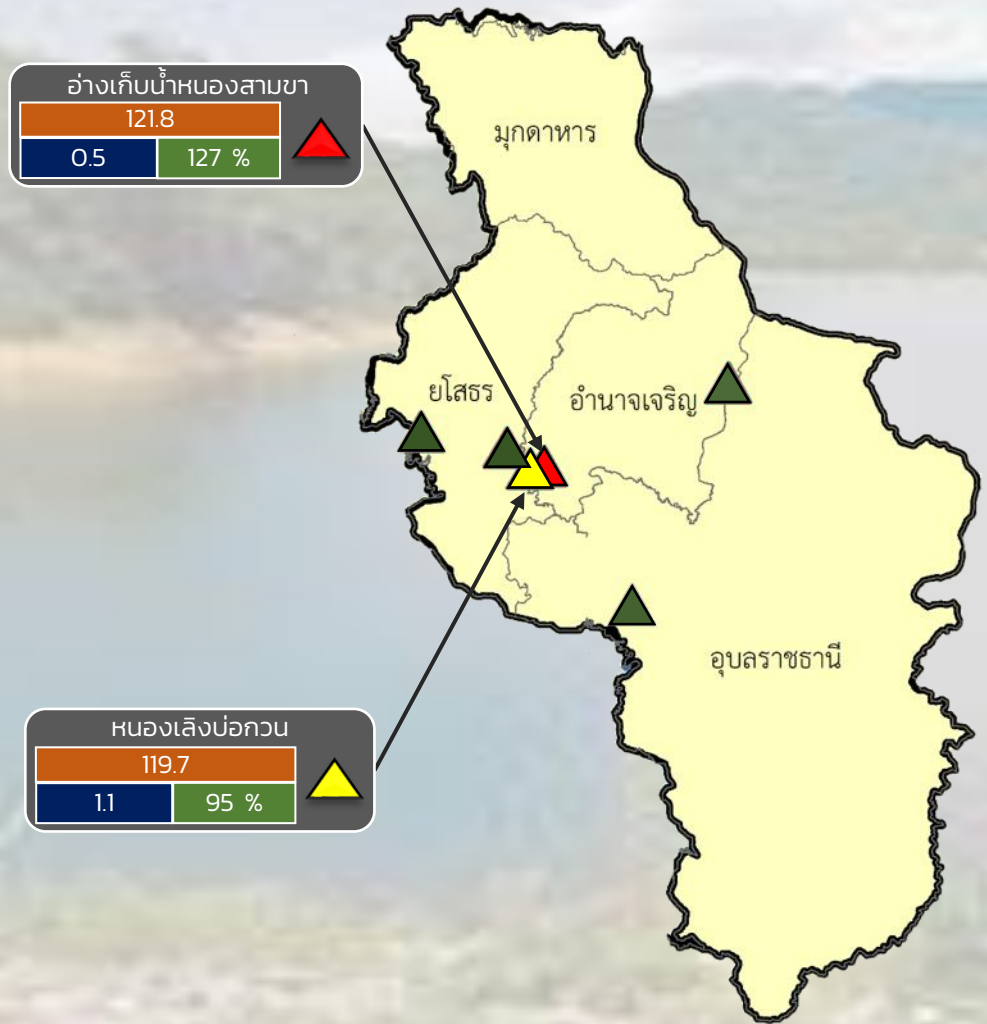 อ่างเก็บน้ำหนองสามขา
121.8
0.5 127 %
มุกดาหาร
ยโสธร
อำนาจเจริญ
อุบลราชธานี
หนองเลิงบ่อกวน
119.7
1.1 95 %